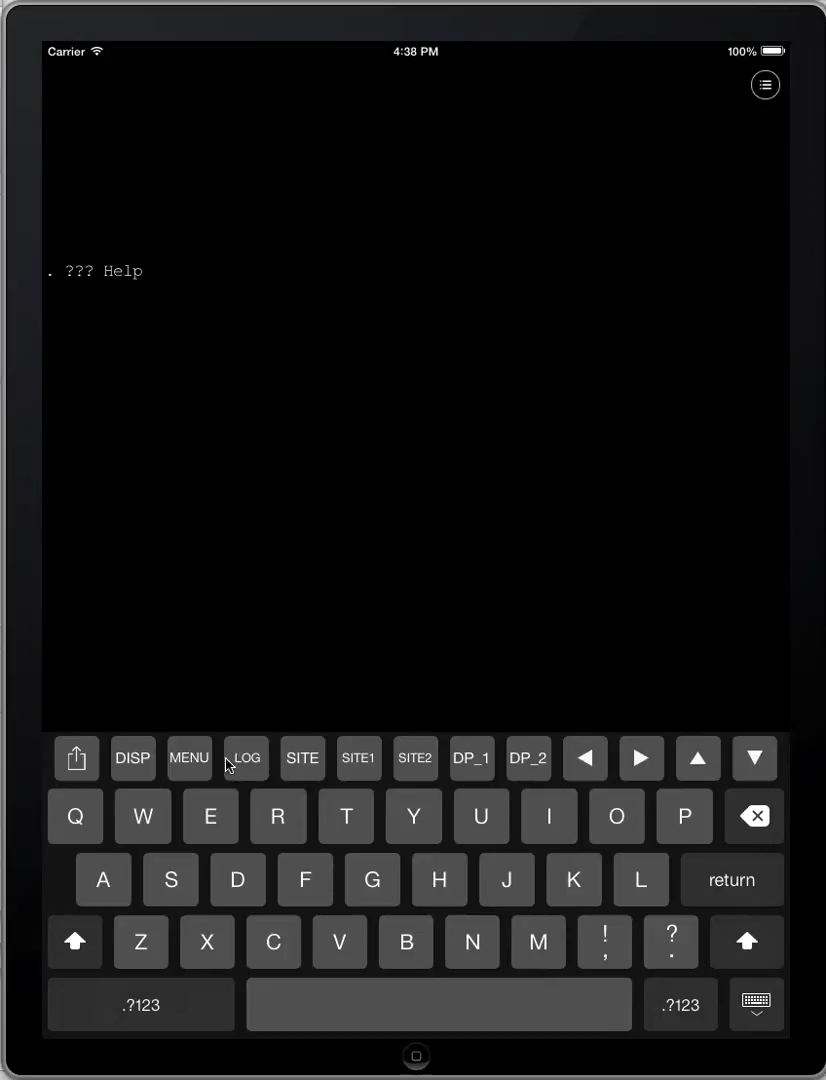 Carrier 4:38 PM 100%
. ??? Help
DISP MENU LOG SITE SITE1 SITE2 DP_1 DP_2
Q W E R T Y U I O P
A S D F G H J K L return
Z X C V B N M ! , ? .
.?123 .?123